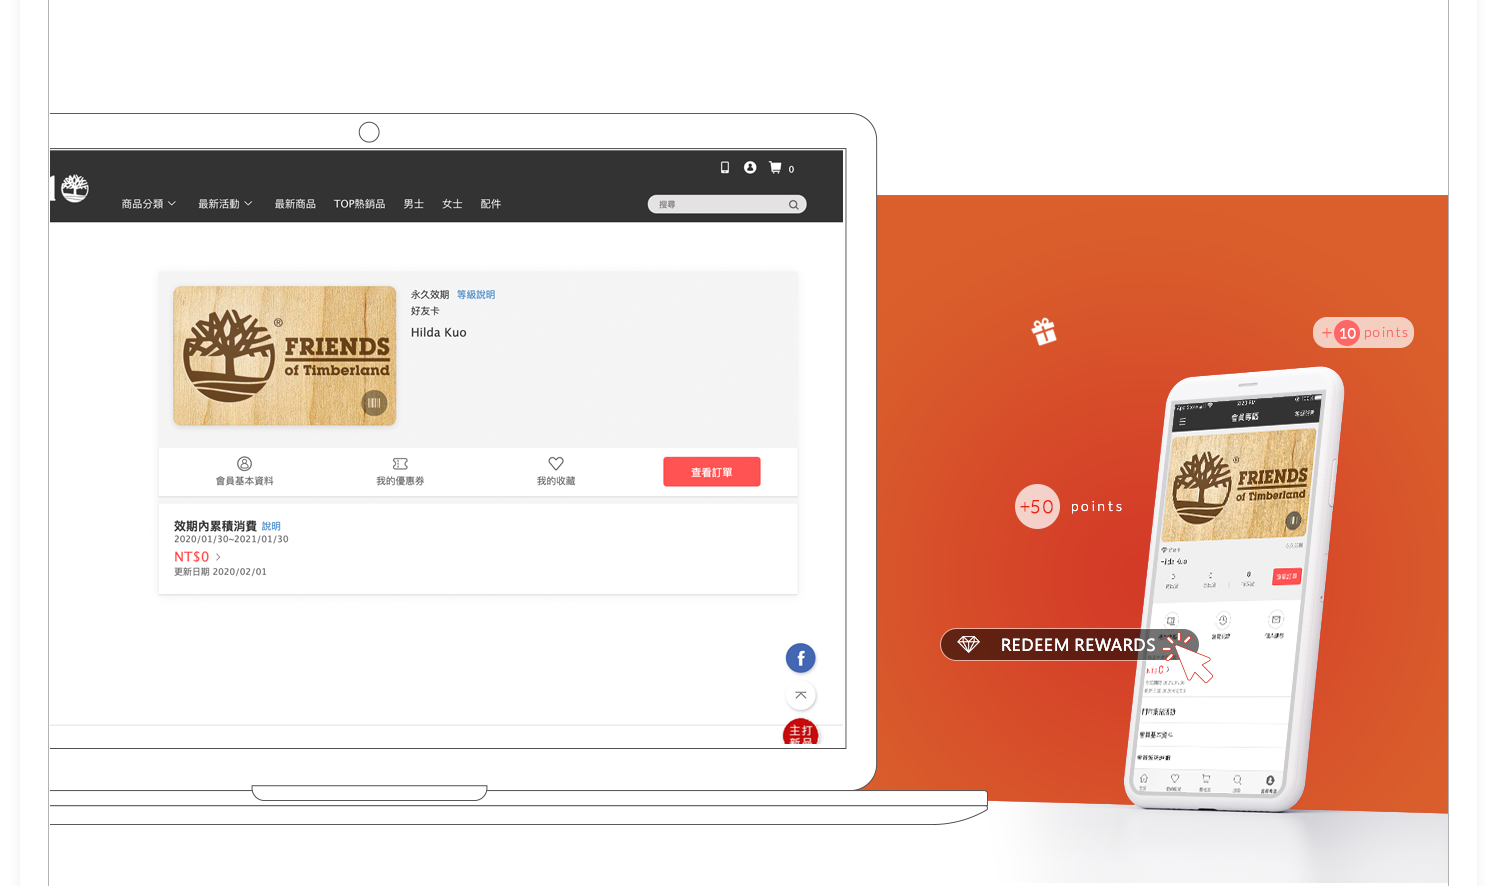 0
商品分類
最新活動
最新商品
TOP熱銷品
男士
女士
配件
搜尋
FRIENDS
of Timberland
®
永久效期 等級說明
好友卡
Hilda Kuo
會員基本資料
我的優惠券
我的收藏
查看訂單
效期內累積消費 說明
2020/01/30~2021/01/30
NT$0
更新日期 2020/02/01
主打
新品
+10 points
+50 points
REDEEM REWARDS
會員專區
®
FRIENDS
of Timberland
查看訂單